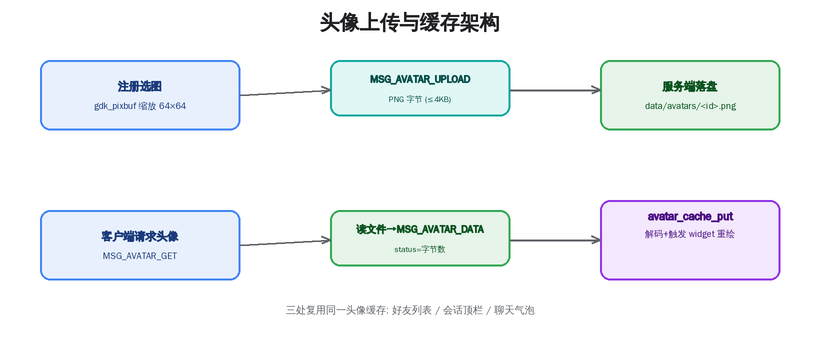 头像上传与缓存架构
注册选图
gdk_pixbuf 缩放 64×64
MSG_AVATAR_UPLOAD
PNG 字节 (≤4KB)
服务端落盘
data/avatars/<id>.png
客户端请求头像
MSG_AVATAR_GET
读文件→MSG_AVATAR_DATA
status=字节数
avatar_cache_put
解码+触发 widget 重绘
三处复用同一头像缓存: 好友列表 / 会话顶栏 / 聊天气泡